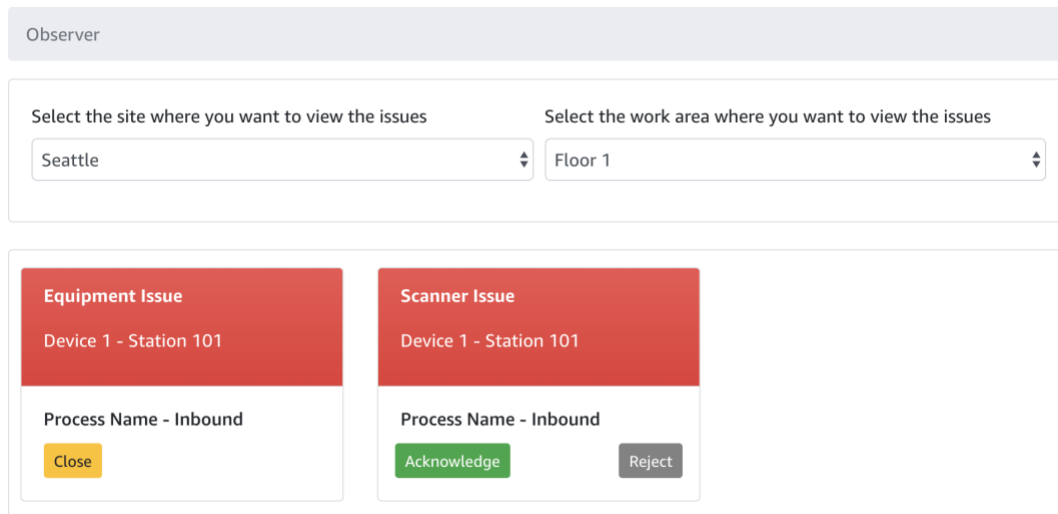 Observer
Select the site where you want to view the issues
Seattle
Select the work area where you want to view the issues
Floor 1
Equipment Issue
Device 1 - Station 101
Process Name - Inbound
Close
Scanner Issue
Device 1 - Station 101
Process Name - Inbound
Acknowledge
Reject